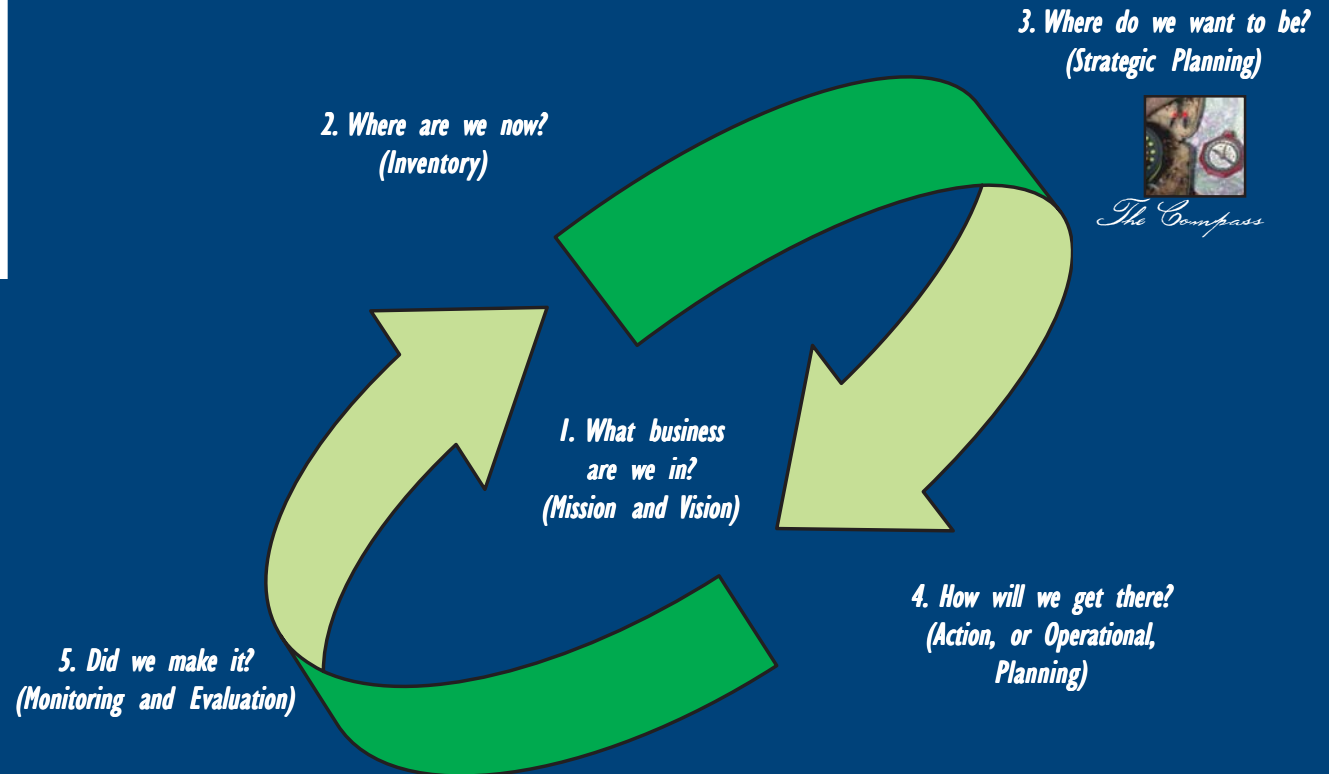 3. Where do we want to be?
(Strategic Planning)
The Compass
2. Where are we now?
(Inventory)
1. What business
are we in?
(Mission and Vision)
4. How will we get there?
(Action, or Operational,
Planning)
5. Did we make it?
(Monitoring and Evaluation)